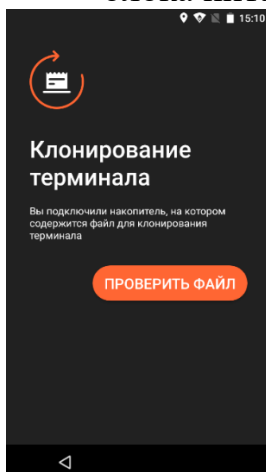 15:10
Клонирование
терминала
Вы подключили накопитель, на котором
содержится файл для клонирования
терминала
ПРОВЕРИТЬ ФАЙЛ